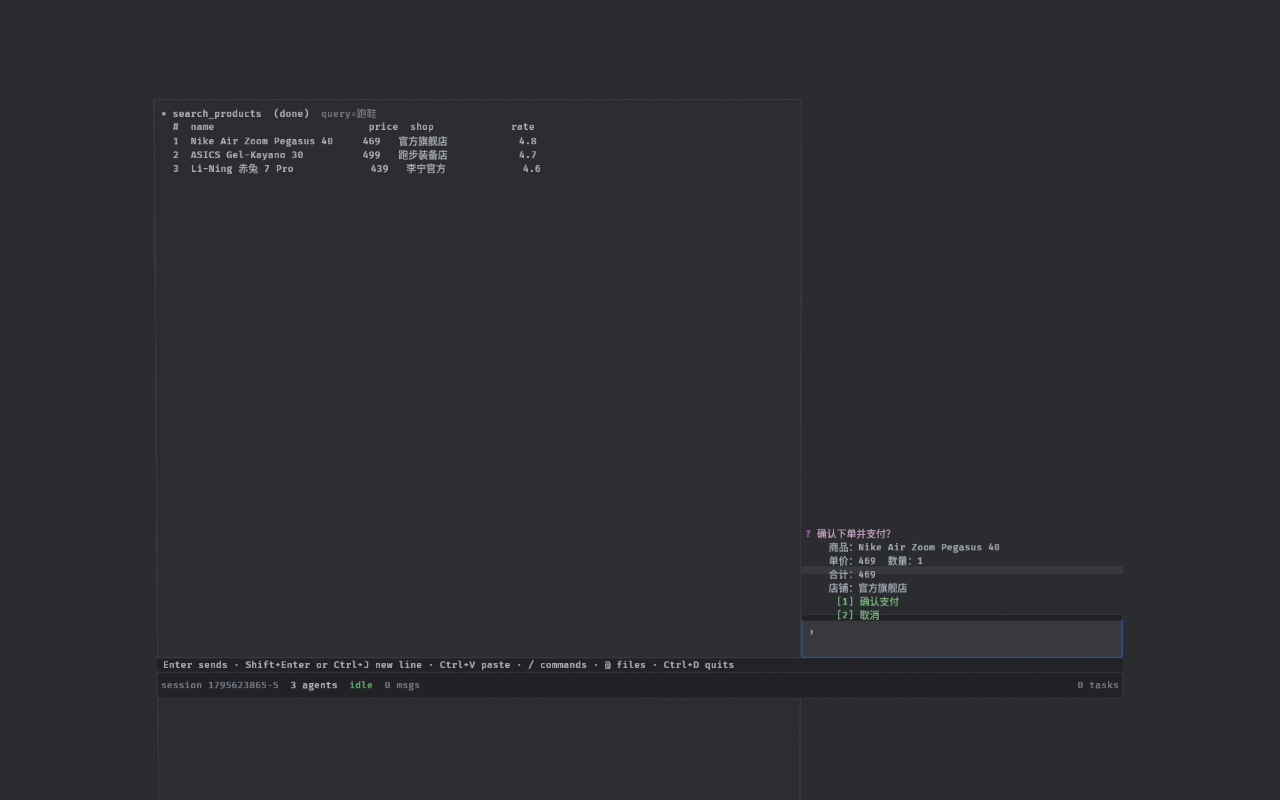 * search_products (done) query=跑鞋
# name price shop rate
1 Nike Air Zoom Pegasus 40 469 官方旗舰店 4.8
2 ASICS Gel-Kayano 30 499 跑步装备店 4.7
3 Li-Ning 赤兔 7 Pro 439 李宁官方 4.6
? 确认下单并支付?
商品: Nike Air Zoom Pegasus 40
单价: 469 数量: 1
合计: 469
店铺: 官方旗舰店
[1] 确认支付
[2] 取消
›
Enter sends · Shift+Enter or Ctrl+J new line · Ctrl+V paste · / commands · @ files · Ctrl+D quits
session 1795623865-5 3 agents idle 0 msgs 0 tasks